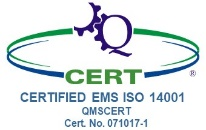 Q
CERT ®
CERTIFIED EMS ISO 14001
QMSCERT
Cert. No. 071017-1